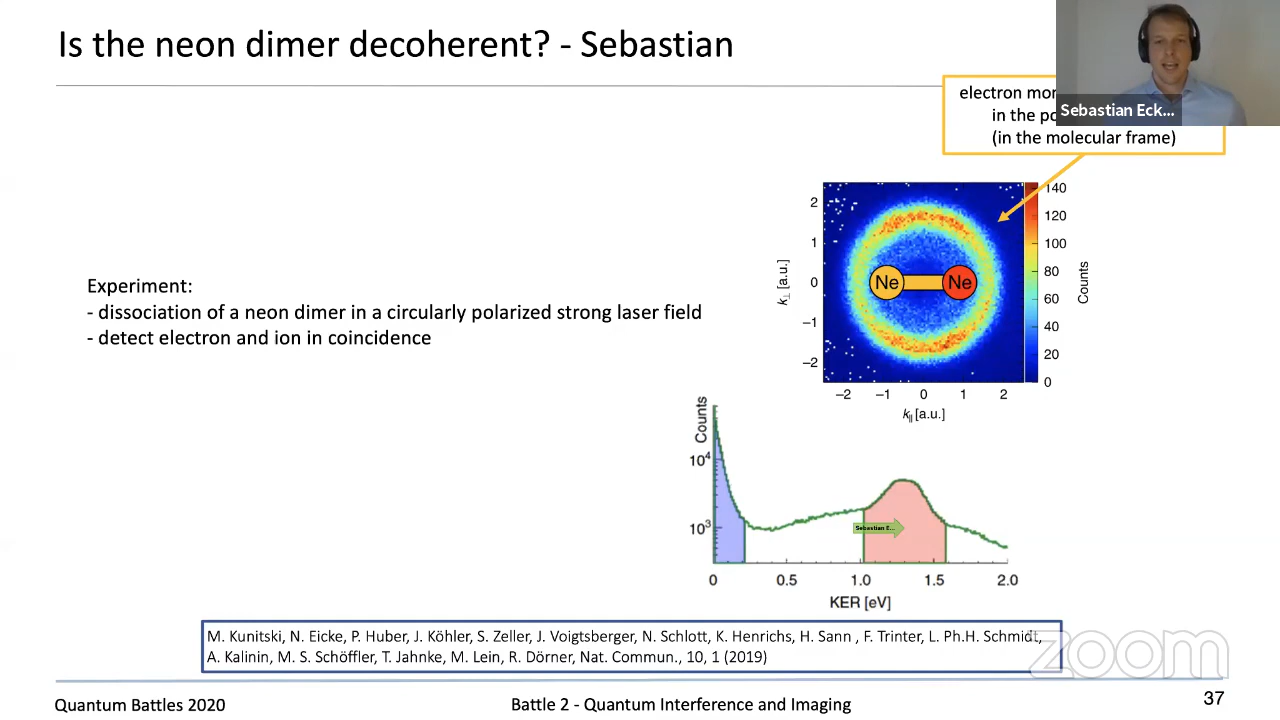 Is the neon dimer decoherent? - Sebastian
Sebastian Eck...
electron
in the
(in the molecular frame)
Experiment:
- dissociation of a neon dimer in a circularly polarized strong laser field
- detect electron and ion in coincidence
2
1
0
−1
−2
k⊥ [a.u.]
Ne
Ne
−2
−1
0
1
2
k∥ [a.u.]
140
120
100
80
60
40
20
0
Counts
Counts
10⁴
10³
Sebastian E...
0
0.5
1.0
1.5
2.0
KER [eV]
M. Kunitski, N. Eicke, P. Huber, J. Köhler, S. Zeller, J. Voigtsberger, N. Schlott, K. Henrichs, H. Sann , F. Trinter, L. Ph.H. Schmidt,
A. Kalinin, M. S. Schöffler, T. Jahnke, M. Lein, R. Dörner, Nat. Commun., 10, 1 (2019)
zoom
Quantum Battles 2020
Battle 2 - Quantum Interference and Imaging
37